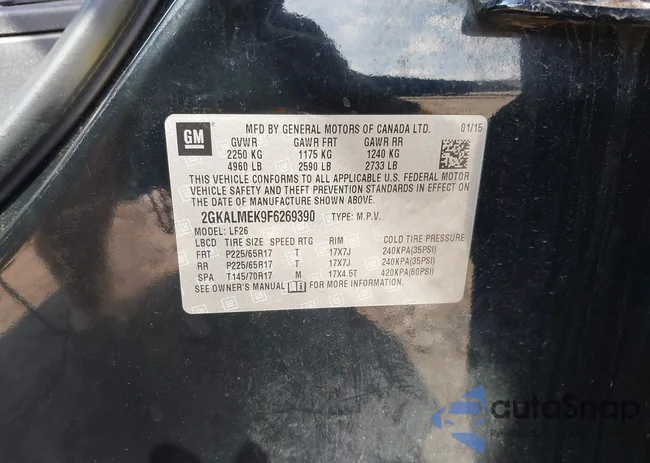 GM
MFD BY GENERAL MOTORS OF CANADA LTD. 01/15
GVWR GAWR FRT GAWR RR
2250 KG 1175 KG 1240 KG
4960 LB 2590 LB 2733 LB
THIS VEHICLE CONFORMS TO ALL APPLICABLE U.S. FEDERAL MOTOR
VEHICLE SAFETY AND THEFT PREVENTION STANDARDS IN EFFECT ON
THE DATE OF MANUFACTURE SHOWN ABOVE.
2GKALMEK9F6269390 TYPE: M.P.V.
MODEL: LF26
LBCD TIRE SIZE SPEED RTG RIM COLD TIRE PRESSURE
FRT P225/65R17 T 17X7J 240KPA(35PSI)
RR P225/65R17 T 17X7J 240KPA(35PSI)
SPA T145/70R17 M 17X4.5T 420KPA(60PSI)
SEE OWNER'S MANUAL i FOR MORE INFORMATION.
autoSnap